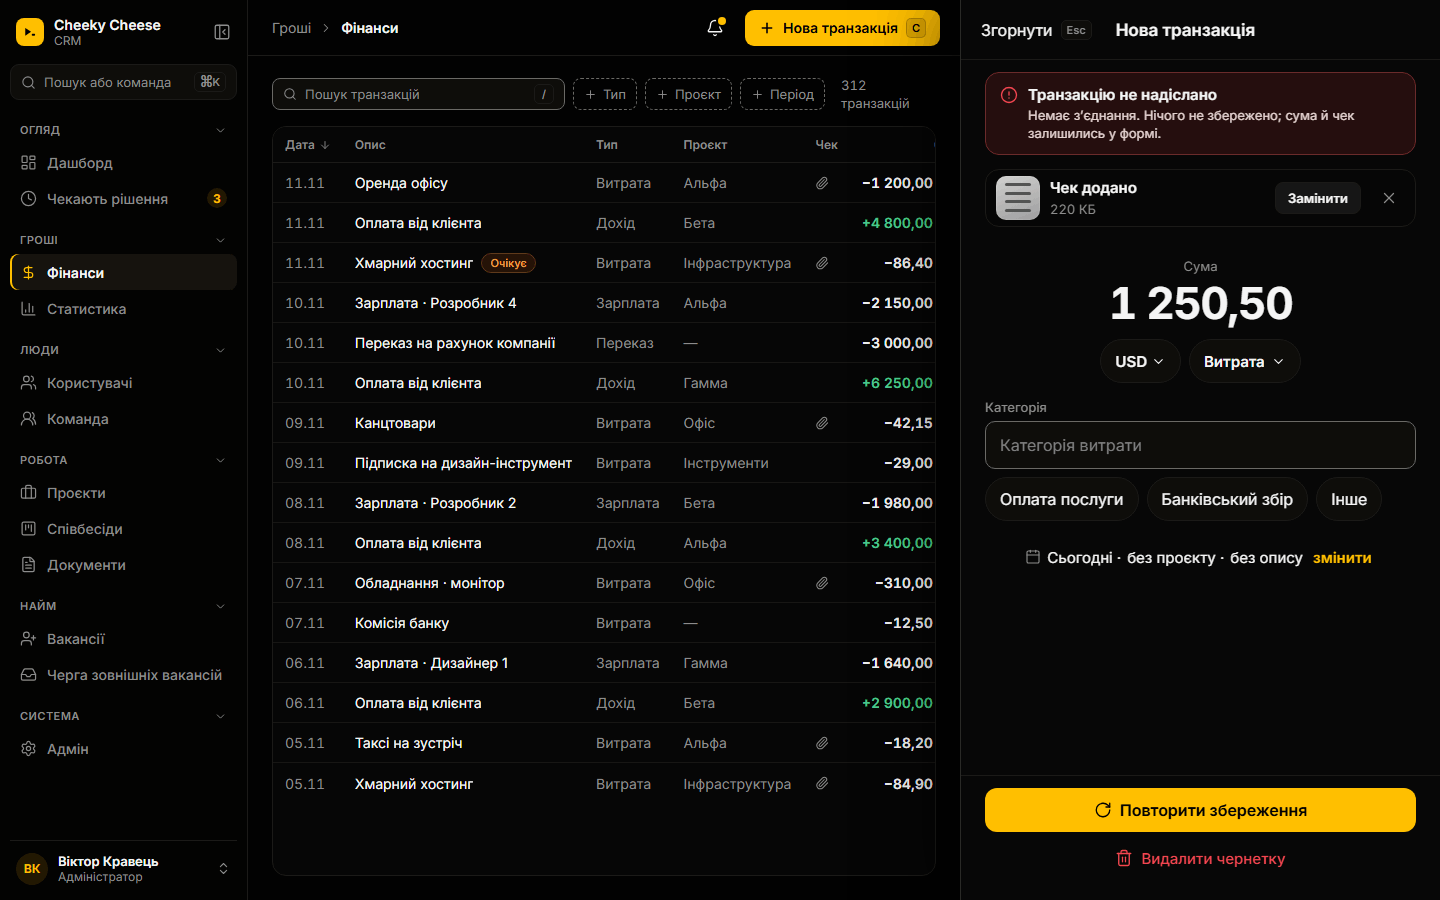 Cheeky Cheese
CRM
Пошук або команда ⌘K
ОГЛЯД
Дашборд
Чекають рішення 3
ГРОШІ
Фінанси
Статистика
ЛЮДИ
Користувачі
Команда
РОБОТА
Проєкти
Співбесіди
Документи
НАЙМ
Вакансії
Черга зовнішніх вакансій
СИСТЕМА
Адмін
ВК
Віктор Кравець
Адміністратор
Гроші > Фінанси
+ Нова транзакція C
Пошук транзакцій /
+ Тип
+ Проєкт
+ Період
312
транзакцій
Дата ↓ Опис Тип Проєкт Чек
11.11 Оренда офісу Витрата Альфа −1 200,00
11.11 Оплата від клієнта Дохід Бета +4 800,00
11.11 Хмарний хостинг Очікує Витрата Інфраструктура −86,40
10.11 Зарплата · Розробник 4 Зарплата Альфа −2 150,00
10.11 Переказ на рахунок компанії Переказ — −3 000,00
10.11 Оплата від клієнта Дохід Гамма +6 250,00
09.11 Канцтовари Витрата Офіс −42,15
09.11 Підписка на дизайн-інструмент Витрата Інструменти −29,00
08.11 Зарплата · Розробник 2 Зарплата Бета −1 980,00
08.11 Оплата від клієнта Дохід Альфа +3 400,00
07.11 Обладнання · монітор Витрата Офіс −310,00
07.11 Комісія банку Витрата — −12,50
06.11 Зарплата · Дизайнер 1 Зарплата Гамма −1 640,00
06.11 Оплата від клієнта Дохід Бета +2 900,00
05.11 Таксі на зустріч Витрата Альфа −18,20
05.11 Хмарний хостинг Витрата Інфраструктура −84,90
Згорнути Esc Нова транзакція
Транзакцію не надіслано
Немає з’єднання. Нічого не збережено; сума й чек
залишились у формі.
Чек додано
220 КБ
Замінити
Сума
1 250,50
USD
Витрата
Категорія
Категорія витрати
Оплата послуги
Банківський збір
Інше
Сьогодні · без проєкту · без опису змінити
Повторити збереження
Видалити чернетку